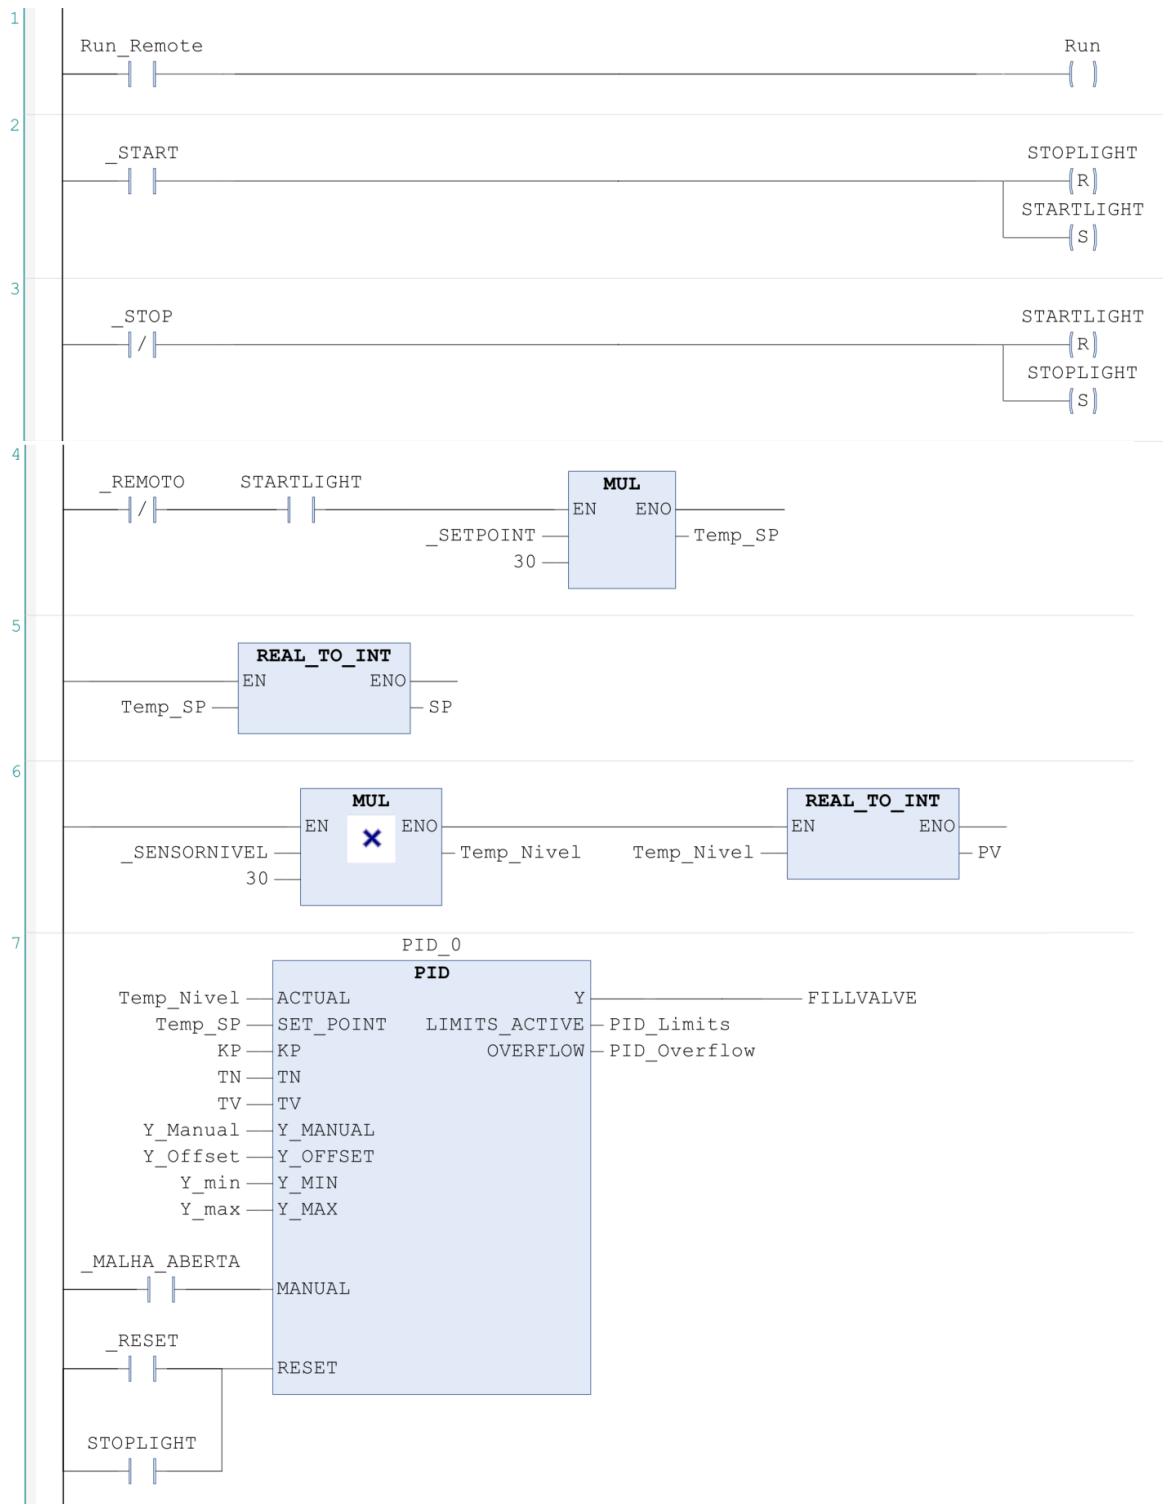 1
Run_Remote Run
2
_START STOPLIGHT
R
STARTLIGHT
S
3
_STOP STARTLIGHT
/ R
STOPLIGHT
S
4
_REMOTO STARTLIGHT MUL
/ EN ENO
_SETPOINT Temp_SP
30
5
REAL_TO_INT
EN ENO
Temp_SP SP
6
MUL REAL_TO_INT
EN ENO EN ENO
_SENSORNIVEL Temp_Nivel Temp_Nivel PV
30
7
PID_0
PID
Temp_Nivel ACTUAL Y FILLVALVE
Temp_SP SET_POINT LIMITS_ACTIVE PID_Limits
KP KP OVERFLOW PID_Overflow
TN TN
TV TV
Y_Manual Y_MANUAL
Y_Offset Y_OFFSET
Y_min Y_MIN
Y_max Y_MAX
_MALHA_ABERTA
MANUAL
_RESET
RESET
STOPLIGHT